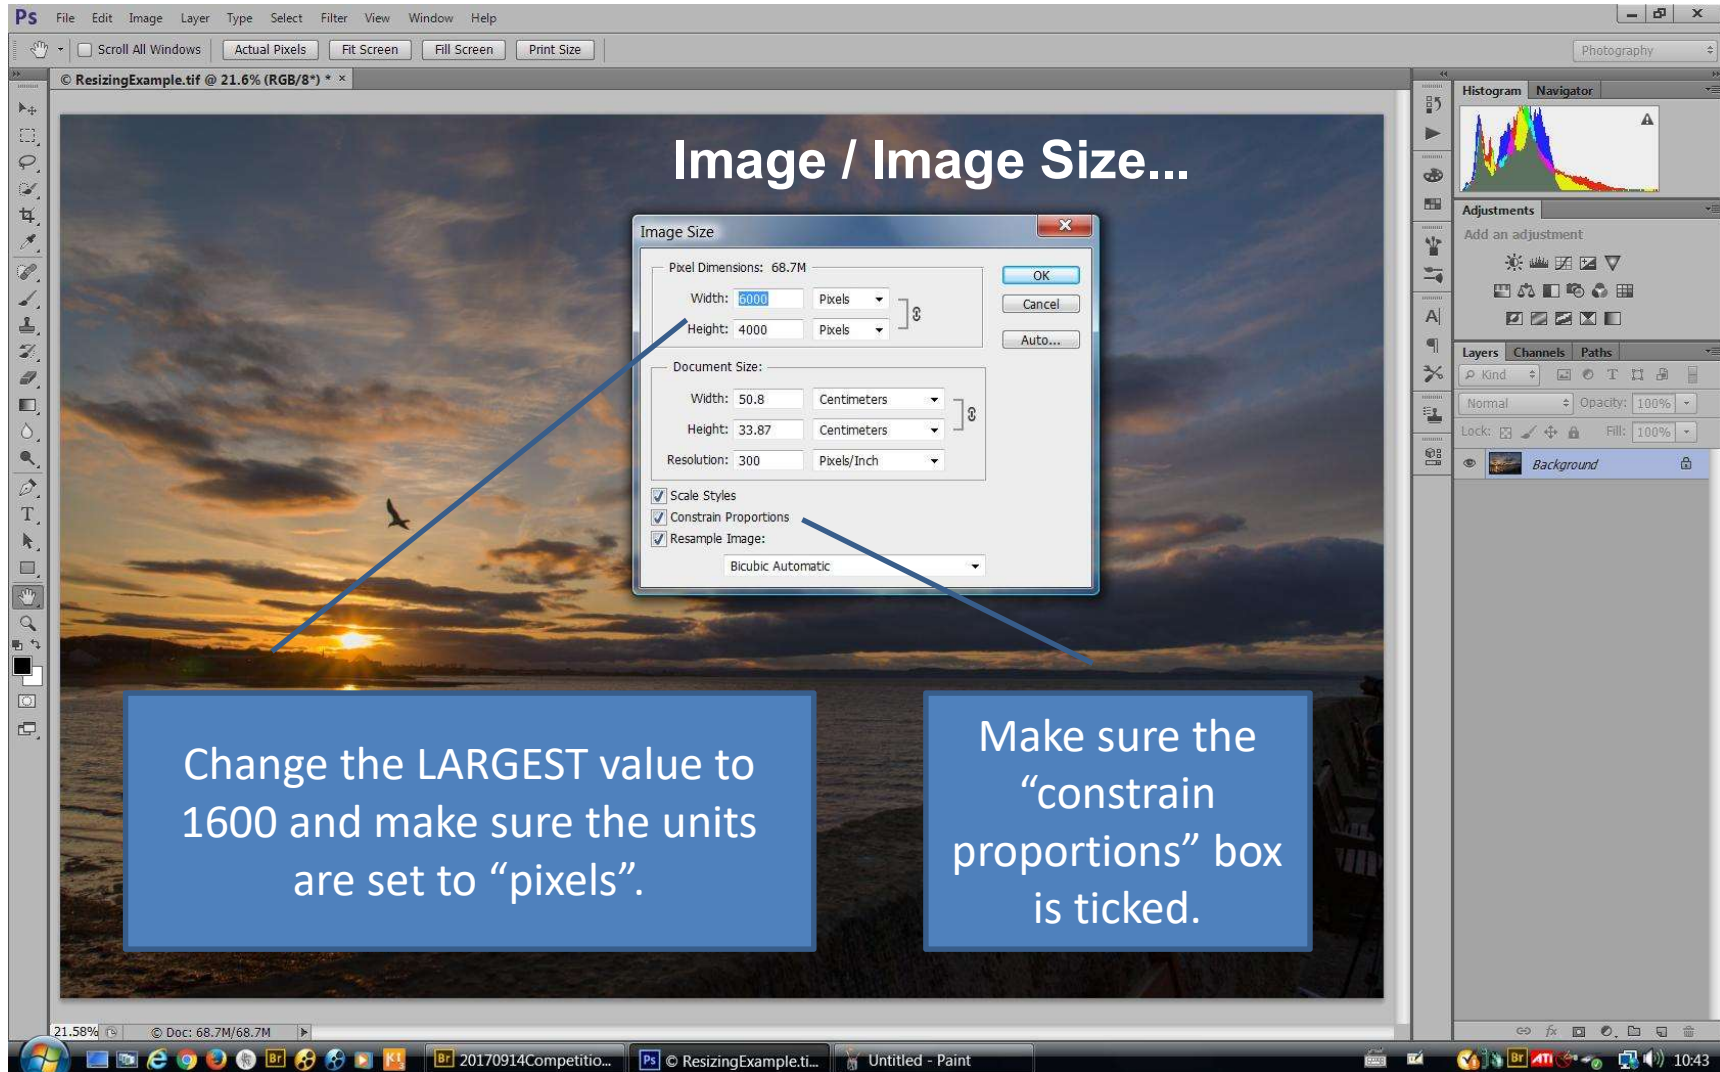 Ps File Edit Image Layer Type Select Filter View Window Help
Scroll All Windows Actual Pixels Fit Screen Fill Screen Print Size Photography
© ResizingExample.tif @ 21.6% (RGB/8*) * ×
Histogram Navigator
Image / Image Size...
Adjustments
Add an adjustment
Image Size
Pixel Dimensions: 68.7M
OK
Width: 6000 Pixels
Cancel
Height: 4000 Pixels
Auto...
Layers Channels Paths
Kind
Document Size:
Normal Opacity: 100%
Width: 50.8 Centimeters
Height: 33.87 Centimeters
Lock: Fill: 100%
Resolution: 300 Pixels/Inch
Background
Scale Styles
Constrain Proportions
Resample Image:
Bicubic Automatic
Change the LARGEST value to
1600 and make sure the units
are set to “pixels”.
Make sure the
“constrain
proportions” box
is ticked.
21.58% © Doc: 68.7M/68.7M
Br 20170914Competitio... Ps © ResizingExample.ti... Untitled - Paint Br ATI 10:43